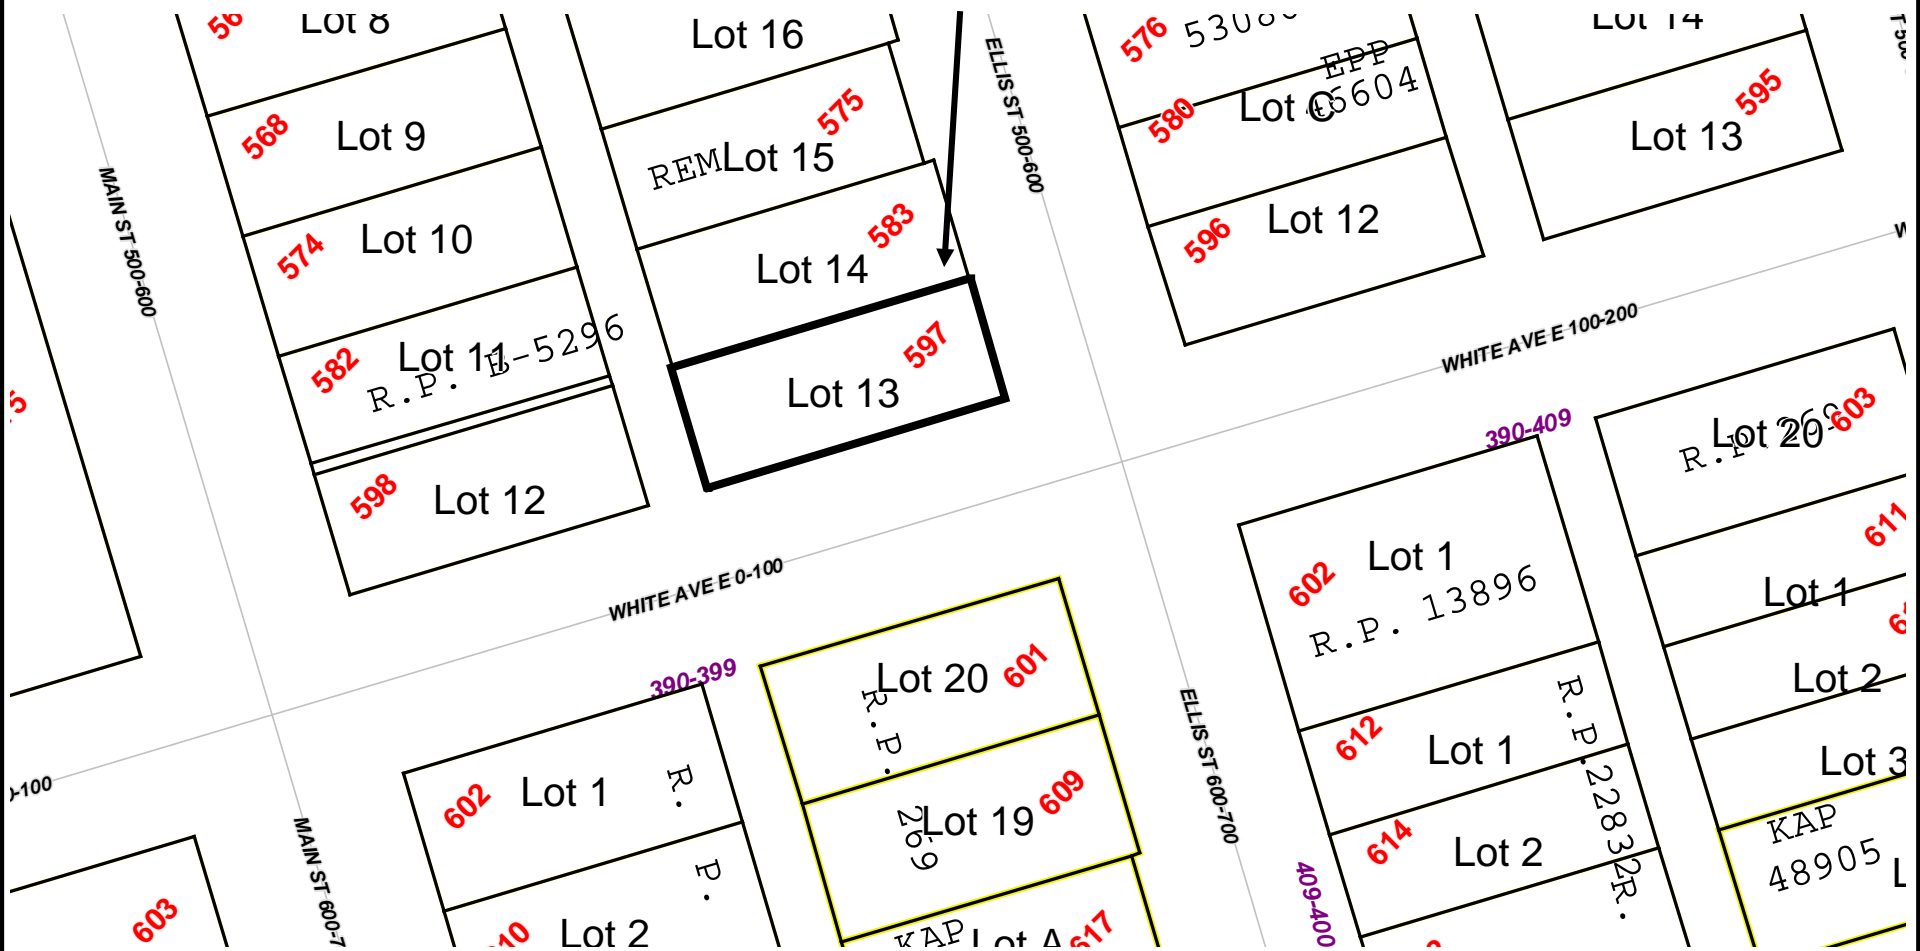 Lot 8
568
Lot 9
574
Lot 10
582
Lot 11
R.P. B-5296
598
Lot 12
MAIN ST 500-600
Lot 16
575
REM
Lot 15
583
Lot 14
597
Lot 13
ELLIS ST 500-600
576
EPP
580
Lot C
46604
596
Lot 12
Lot 14
595
Lot 13
WHITE AVE E 100-200
WHITE AVE E 0-100
390-399
390-409
602
Lot 1
R.P. 13896
612
Lot 1
614
Lot 2
R.P.22832
R.
409-400
603
Lot 20
611
Lot 1
Lot 2
Lot 3
KAP
48905
601
Lot 20
R.P.
609
Lot 19
269
KAP
Lot A
617
ELLIS ST 600-700
602
Lot 1
R.
P.
Lot 2
603